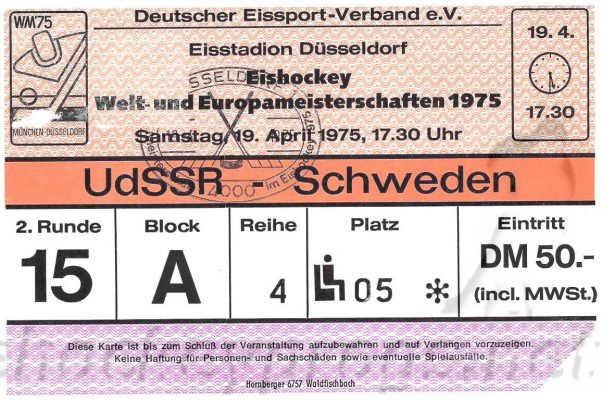 WM75
MÜNCHEN DÜSSELDORF
Deutscher Eissport-Verband e.V.
Eisstadion Düsseldorf
Eishockey
Welt- und Europameisterschaften 1975
Samstag, 19. April 1975, 17.30 Uhr
19. 4.
17.30
UdSSR - Schweden
2. Runde
15
Block
A
Reihe
4
Platz
05 *
Eintritt
DM 50.-
(incl. MWSt.)
Diese Karte ist bis zum Schluß der Veranstaltung aufzubewahren und auf Verlangen vorzuzeigen.
Keine Haftung für Personen- und Sachschäden sowie eventuelle Spielausfälle.
Hornberger 6757 Waldfischbach